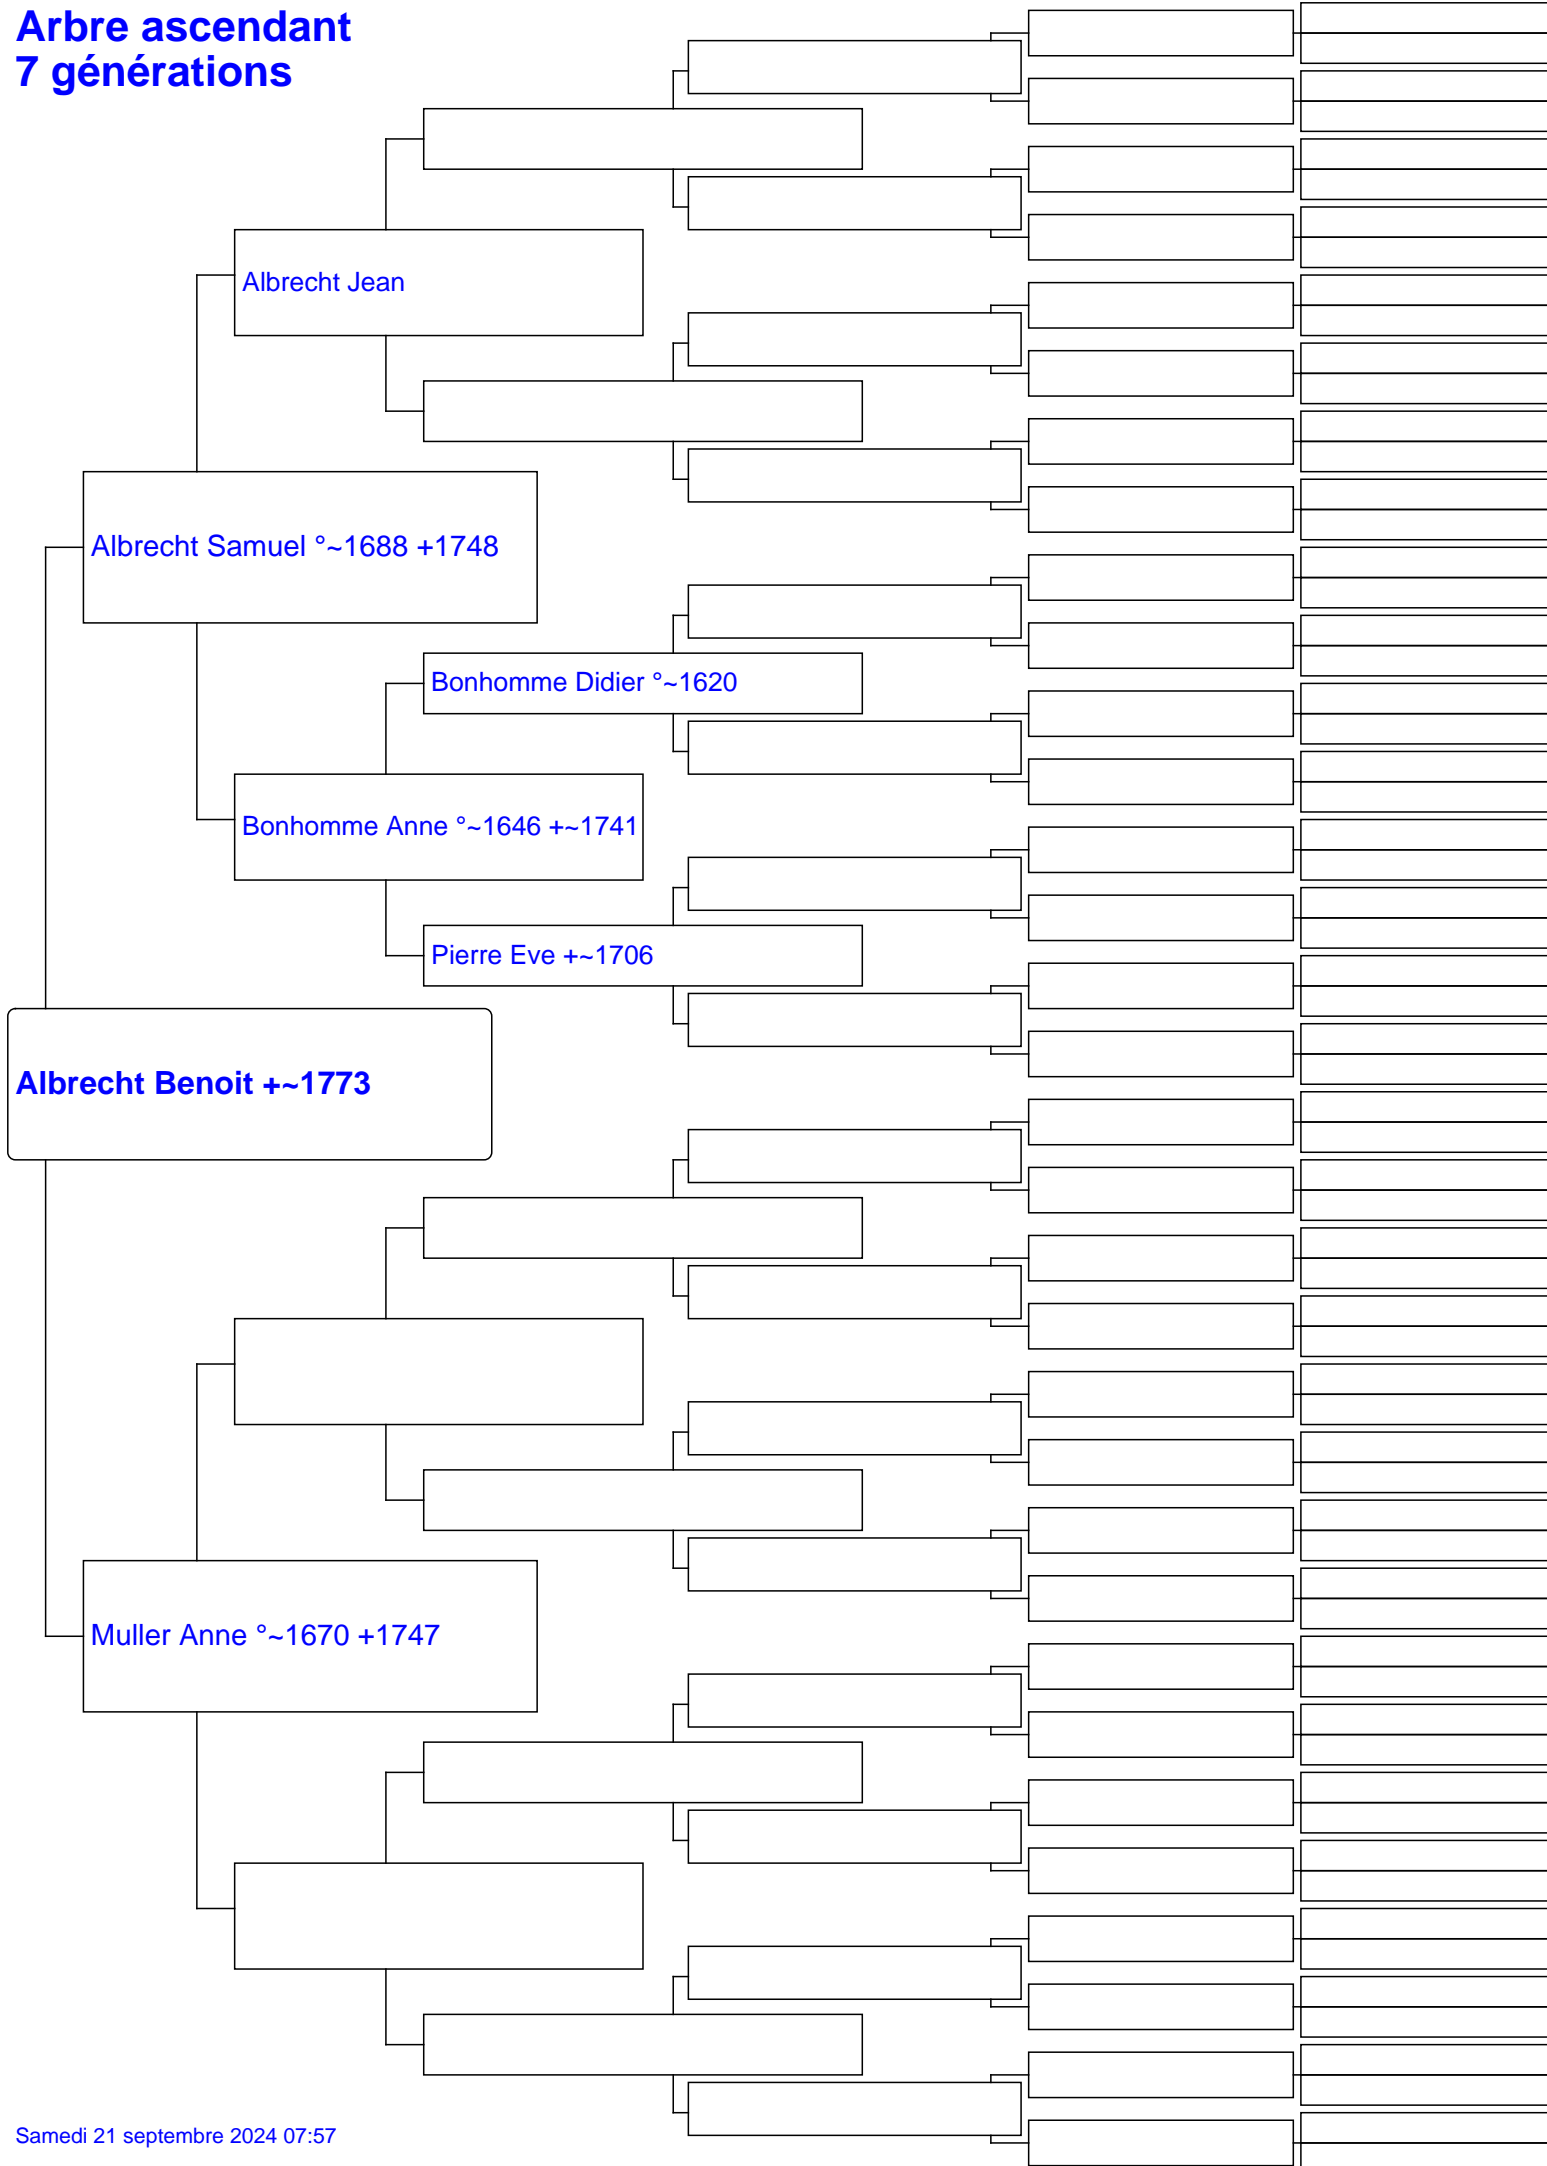 Arbre ascendant
7 générations
Albrecht Jean
Albrecht Samuel °~1688 +1748
Bonhomme Didier °~1620
Bonhomme Anne °~1646 +~1741
Pierre Eve +~1706
Albrecht Benoit +~1773
Muller Anne °~1670 +1747
Samedi 21 septembre 2024 07:57